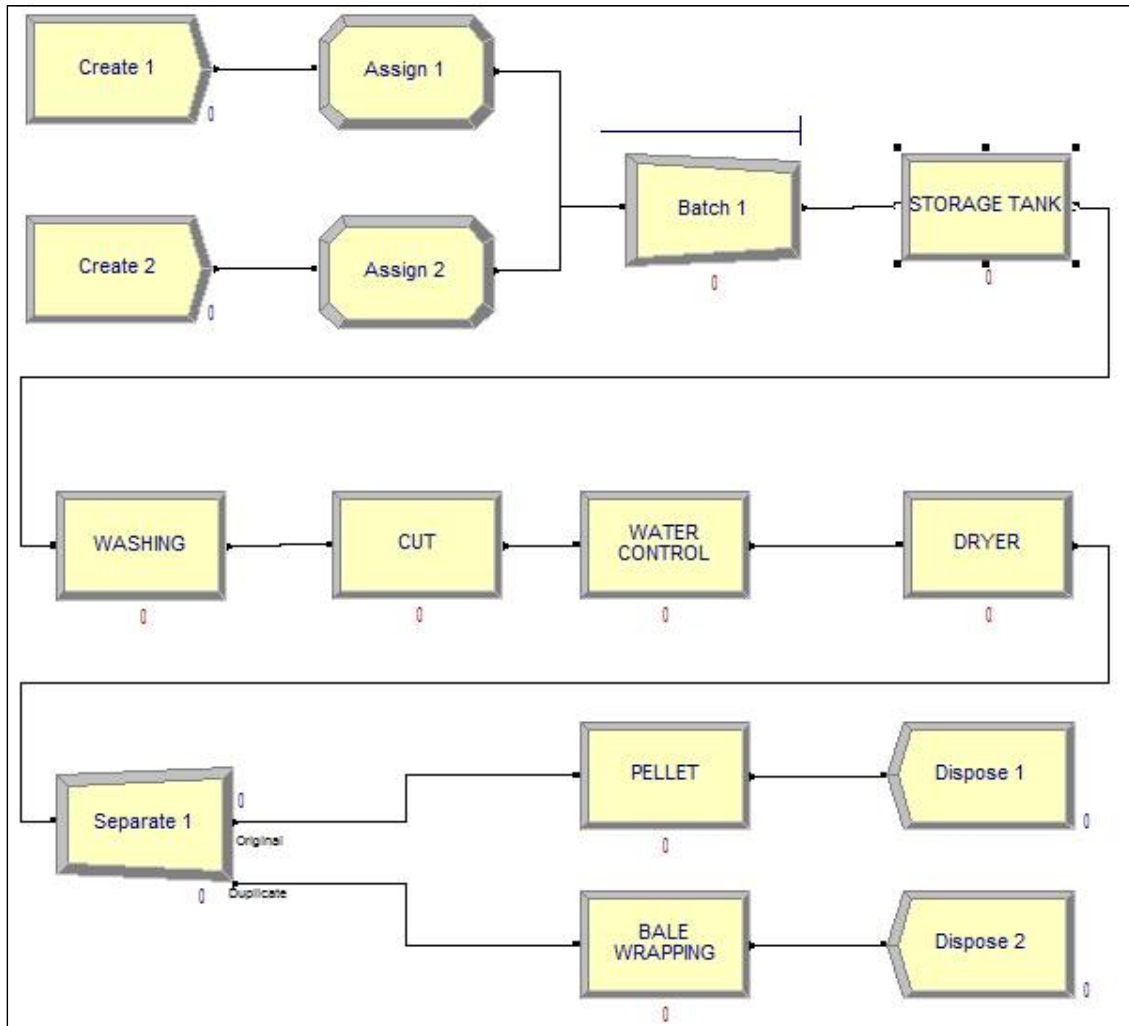 Create 1
Assign 1
0
Batch 1
STORAGE TANK
0
0
Create 2
Assign 2
0
WASHING
CUT
WATER
CONTROL
DRYER
0
0
0
0
Separate 1
0
Original
0
Duplicate
PELLET
0
Dispose 1
0
BALE
WRAPPING
0
Dispose 2
0